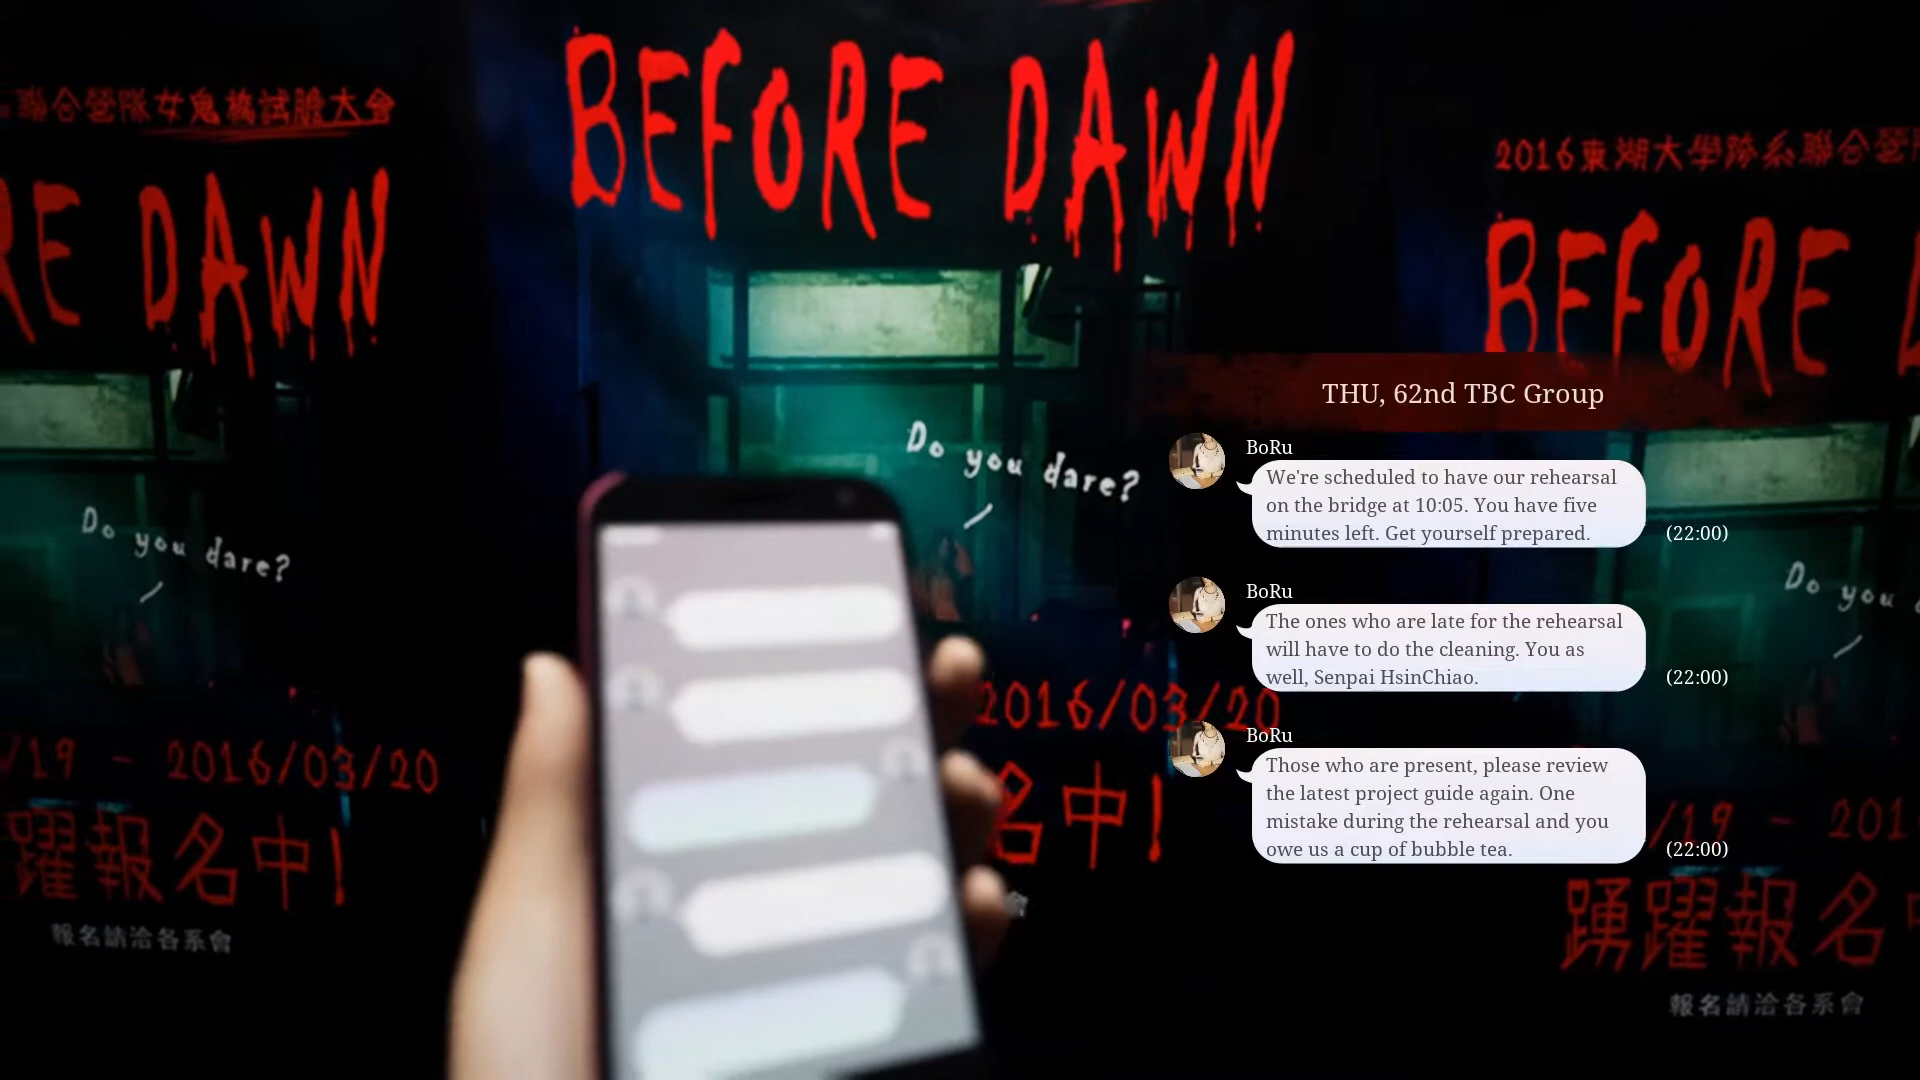 聯合營隊女鬼橋試膽大會
RE DAWN
Do you dare?
/19 - 2016/03/20
躍報名中!
報名請洽各系會
BEFORE DAWN
Do you dare?
2016/03/20
名中!
會
2016東湖大學跨系聯合營
BEFORE D
Do you
/19 - 201
踴躍報名
報名請洽各系會
THU, 62nd TBC Group
BoRu
We're scheduled to have our rehearsal
on the bridge at 10:05. You have five
minutes left. Get yourself prepared.
(22:00)
BoRu
The ones who are late for the rehearsal
will have to do the cleaning. You as
well, Senpai HsinChiao.
(22:00)
BoRu
Those who are present, please review
the latest project guide again. One
mistake during the rehearsal and you
owe us a cup of bubble tea.
(22:00)